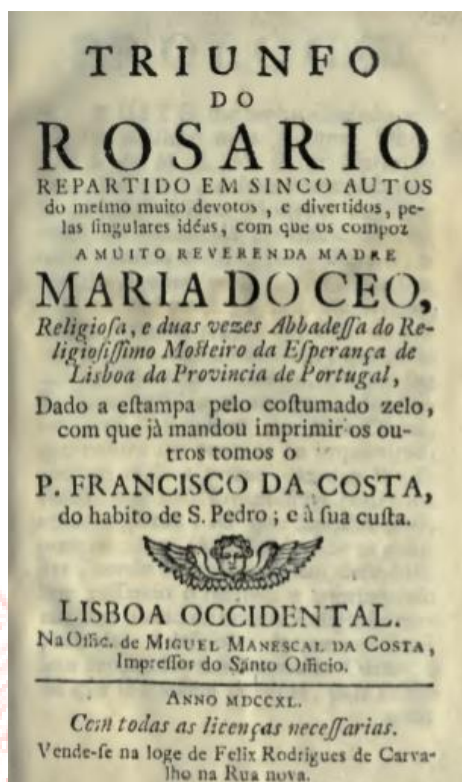 TRIUNFO
DO
ROSARIO
REPARTIDO EM SINCO AUTOS
do meſmo muito devotos, e divertidos, pe-
las ſingulares idéas, com que os compoz
A MUITO REVERENDA MADRE
MARIA DO CEO,
Religioſa, e duas vezes Abbadeſſa do Re-
ligioſiſſimo Moſteiro da Eſperança de
Lisboa da Provincia de Portugal,
Dado a eſtampa pelo coſtumado zelo,
com que jà mandou imprimir os ou-
tros tomos o
P. FRANCISCO DA COSTA,
do habito de S. Pedro; e à ſua cuſta.
LISBOA OCCIDENTAL.
Na Offic. de MIGUEL MANESCAL DA COSTA,
Impreſſor do Santo Officio.
ANNO MDCCXL.
Com todas as licenças neceſſarias.
Vende-ſe na loge de Felix Rodrigues de Carva-
lho na Rua nova.